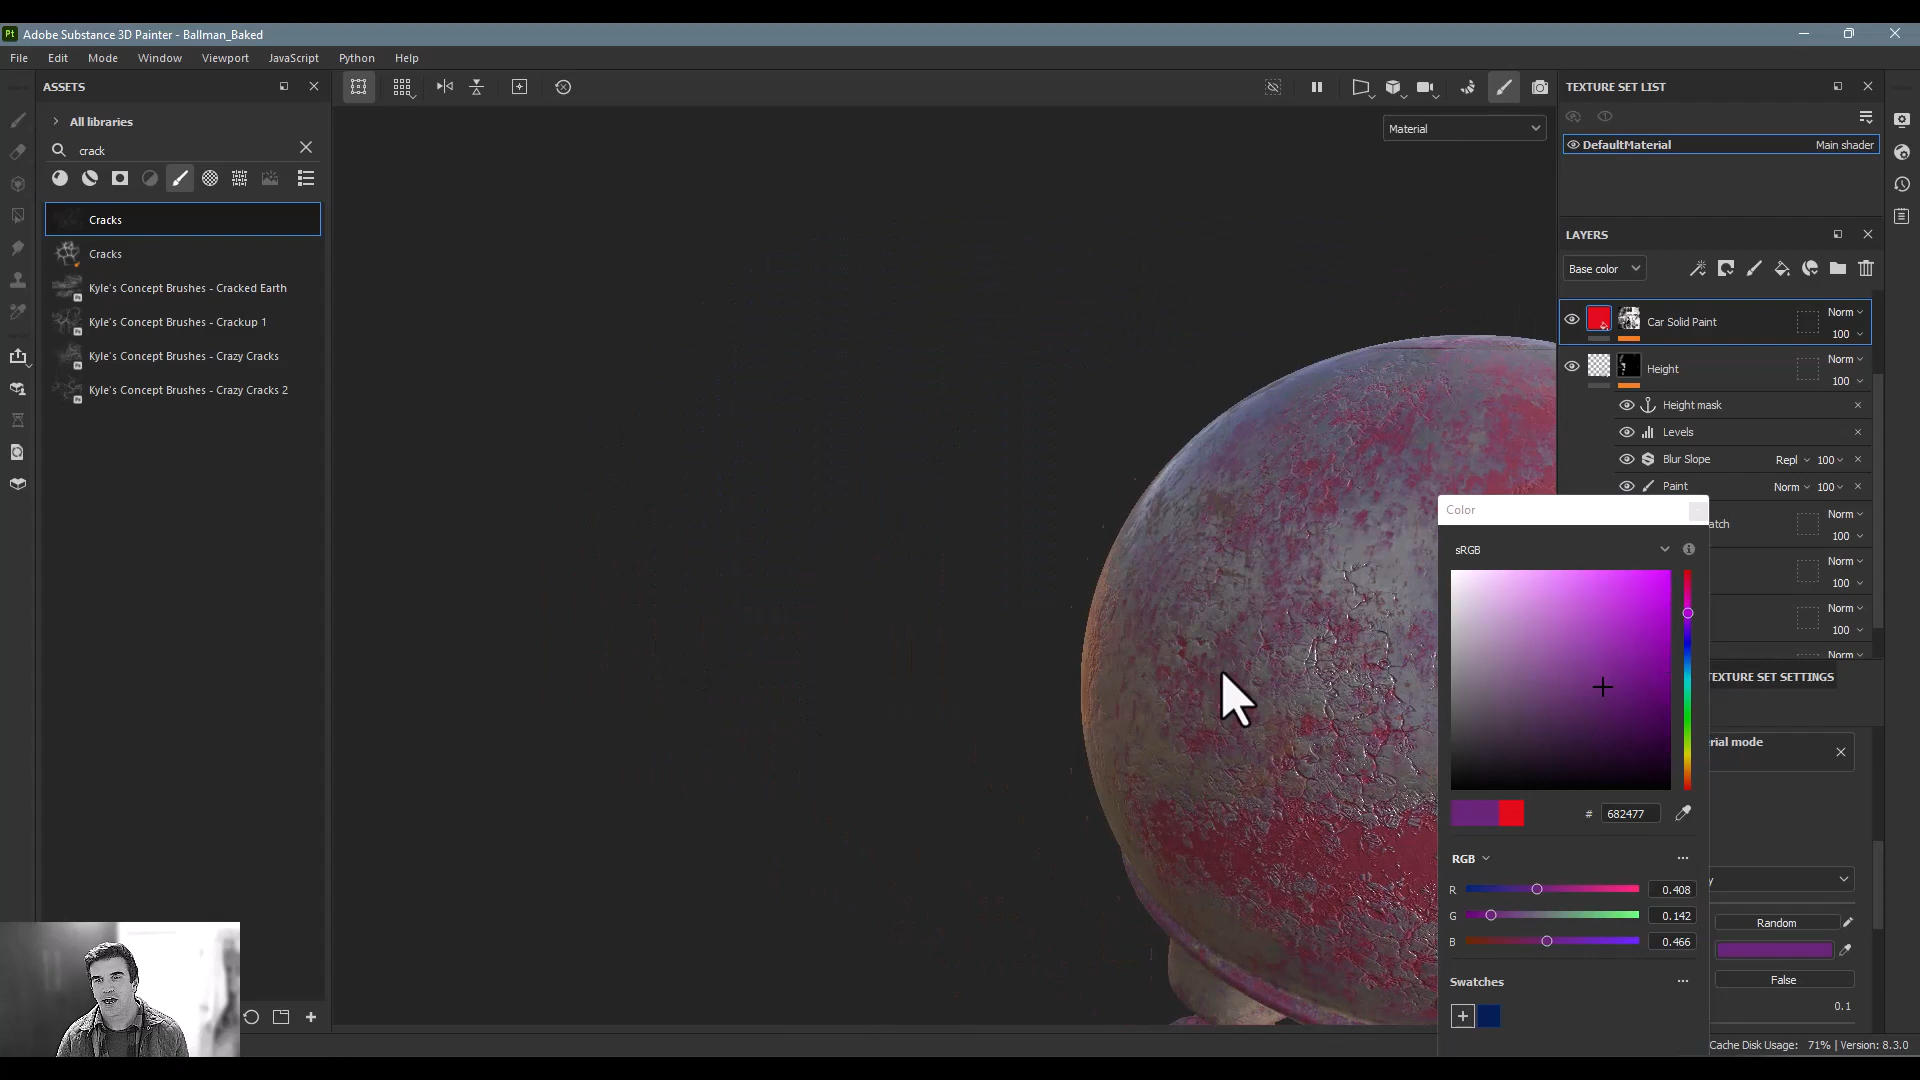 Pt Adobe Substance 3D Painter - Ballman_Baked
File Edit Mode Window Viewport JavaScript Python Help
ASSETS
All libraries
crack
Cracks
Cracks
Kyle's Concept Brushes - Cracked Earth
Kyle's Concept Brushes - Crackup 1
Kyle's Concept Brushes - Crazy Cracks
Kyle's Concept Brushes - Crazy Cracks 2
Material
TEXTURE SET LIST
DefaultMaterial Main shader
LAYERS
Base color
Car Solid Paint Norm
100
Height Norm
100
Height mask
Levels
Blur Slope Repl 100
Paint Norm 100
atch Norm
100
Norm
100
Norm
100
Norm
Color
sRGB
# 682477
RGB
R 0.408
G 0.142
B 0.466
Swatches
TEXTURE SET SETTINGS
rial mode
y
Random
False
0.1
Cache Disk Usage: 71% | Version: 8.3.0